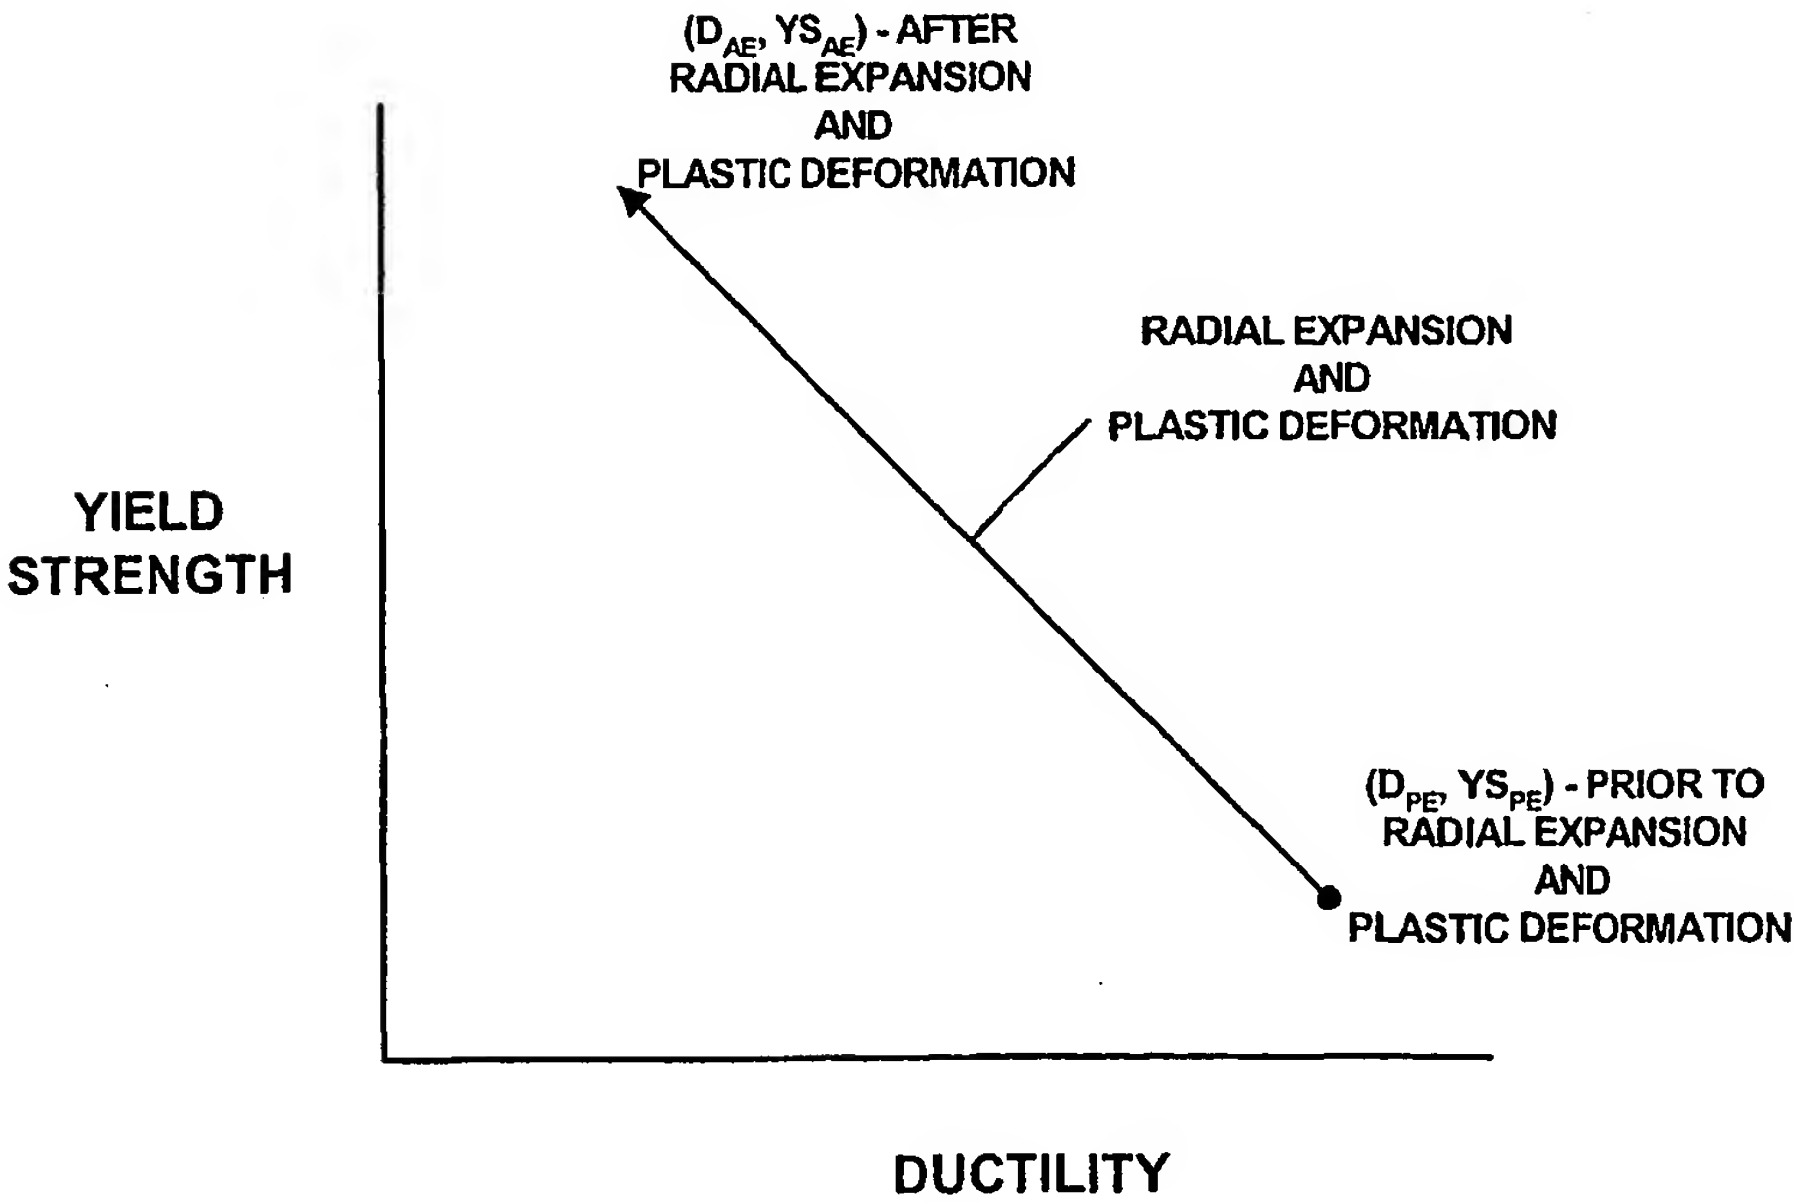 (D_AE, YS_AE) - AFTER
RADIAL EXPANSION
AND
PLASTIC DEFORMATION
RADIAL EXPANSION
AND
PLASTIC DEFORMATION
YIELD
STRENGTH
(D_PE, YS_PE) - PRIOR TO
RADIAL EXPANSION
AND
PLASTIC DEFORMATION
DUCTILITY